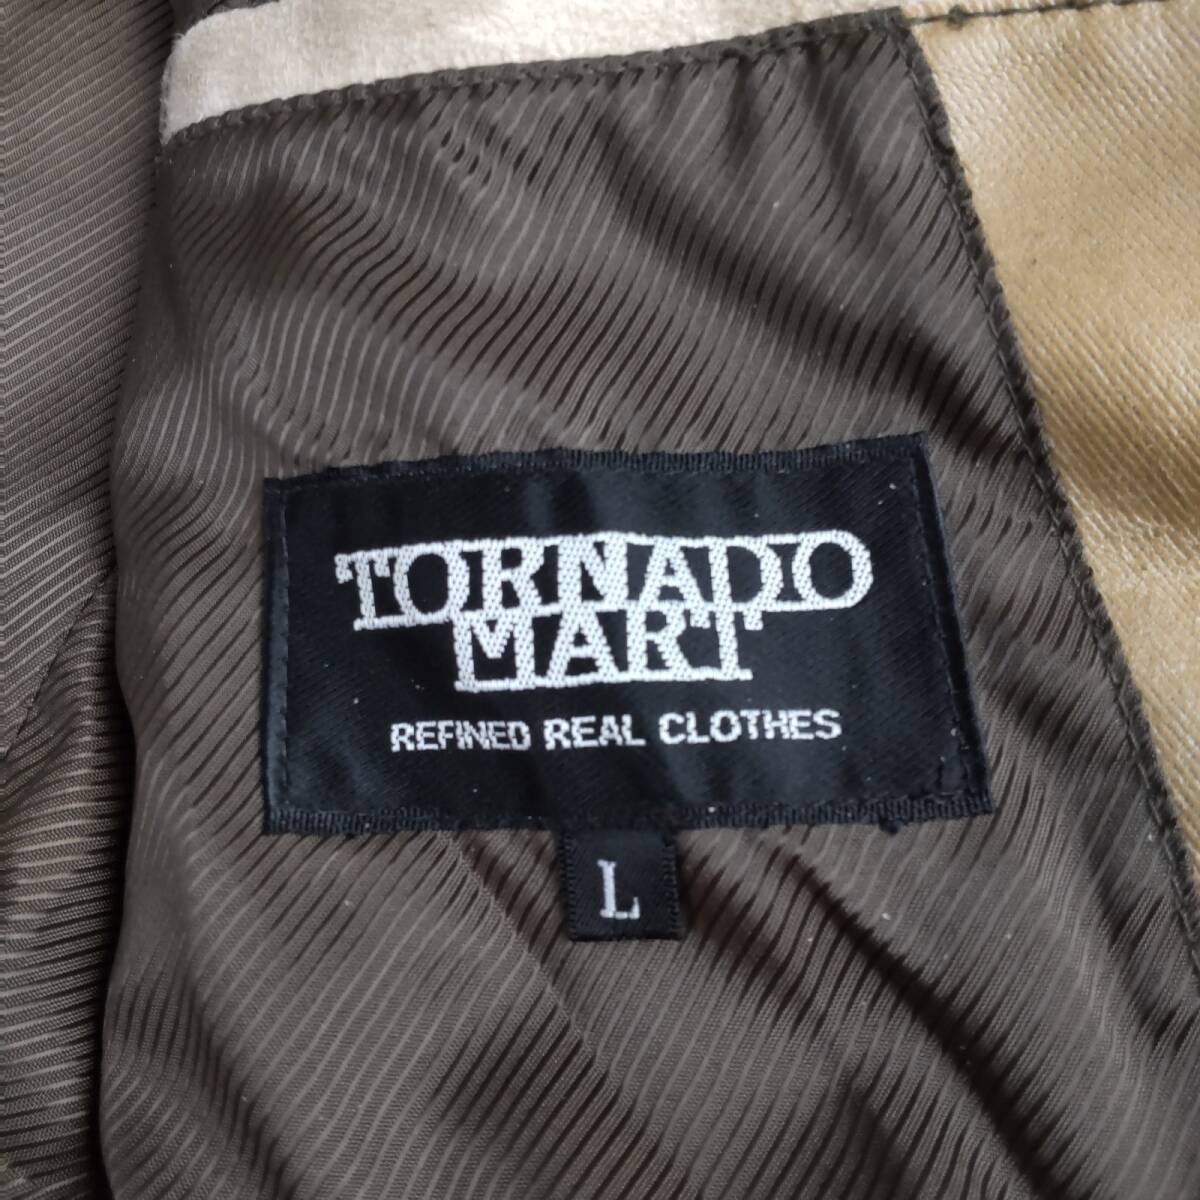 TORNADO
MART
REFINED REAL CLOTHES
L